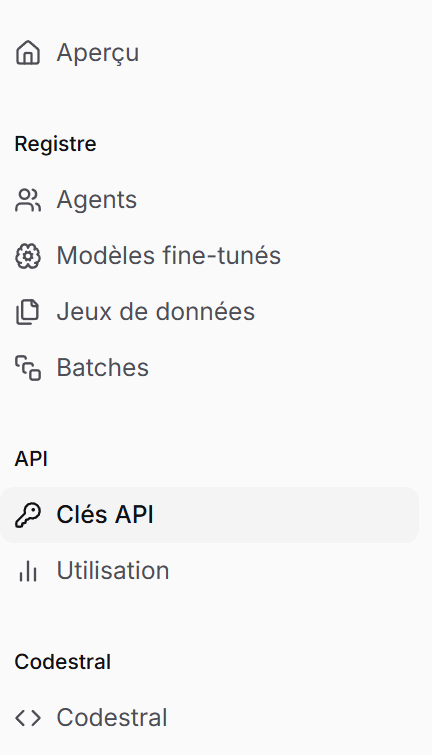 Aperçu
Registre
Agents
Modèles fine-tunés
Jeux de données
Batches
API
Clés API
Utilisation
Codestral
Codestral